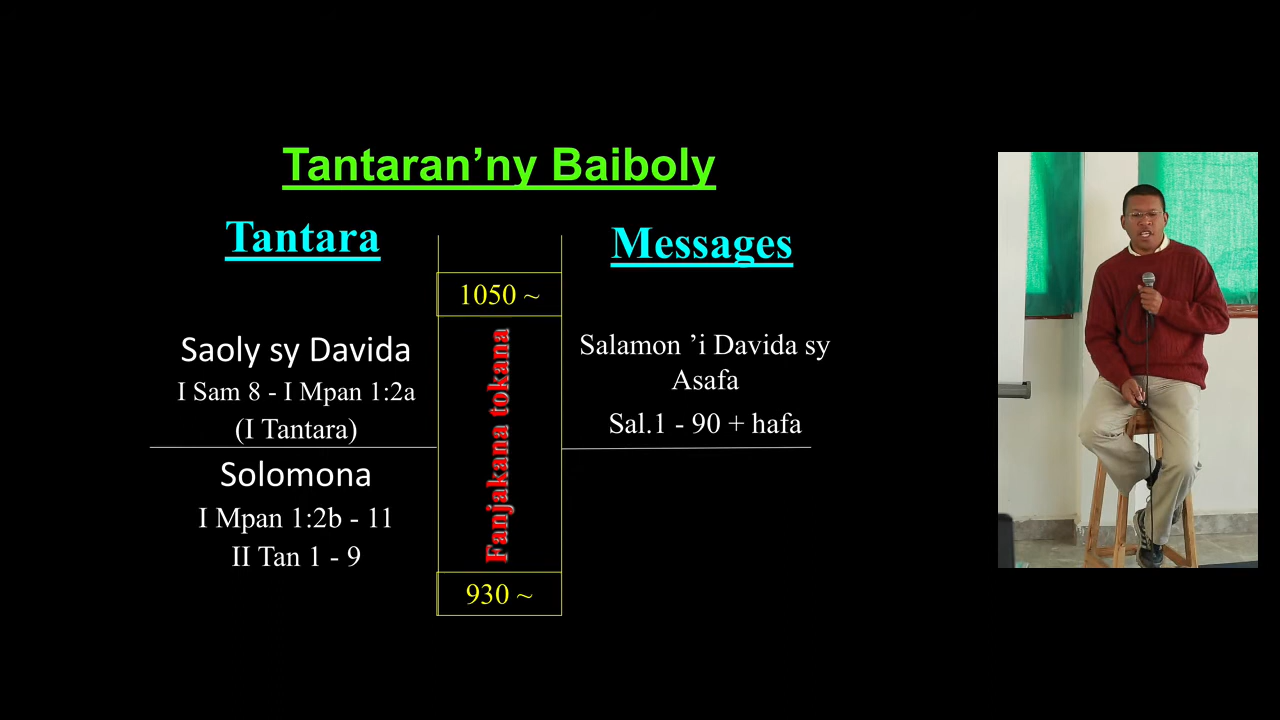 Tantaran’ny Baiboly
Tantara
Messages
1050 ~
Saoly sy Davida
I Sam 8 - I Mpan 1:2a
(I Tantara)
Fanjakana tokana
Salamon ’i Davida sy
Asafa
Sal.1 - 90 + hafa
Solomona
I Mpan 1:2b - 11
II Tan 1 - 9
930 ~